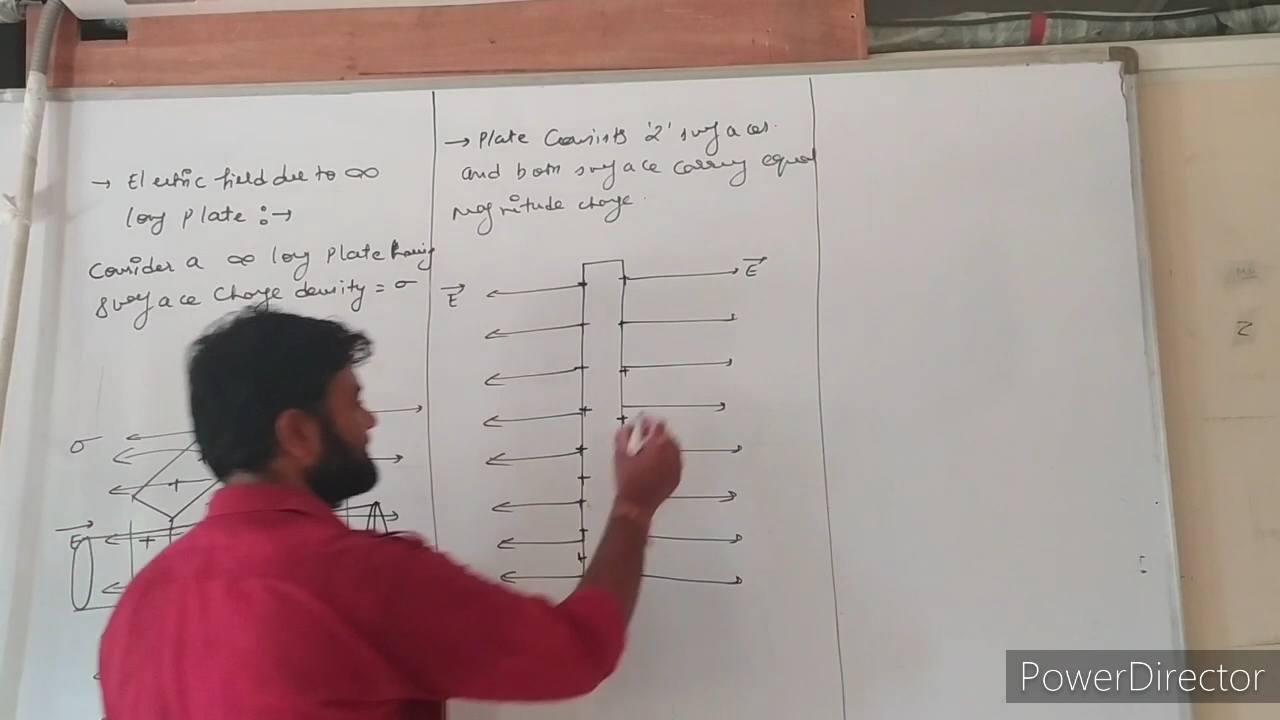 → Electric field due to ∞
long plate :→
Consider a ∞ long plate having
surface charge density = σ
σ
E
→ Plate Consists '2' surfaces.
and both surface carry equal
magnitude charge.
E
E
PowerDirector